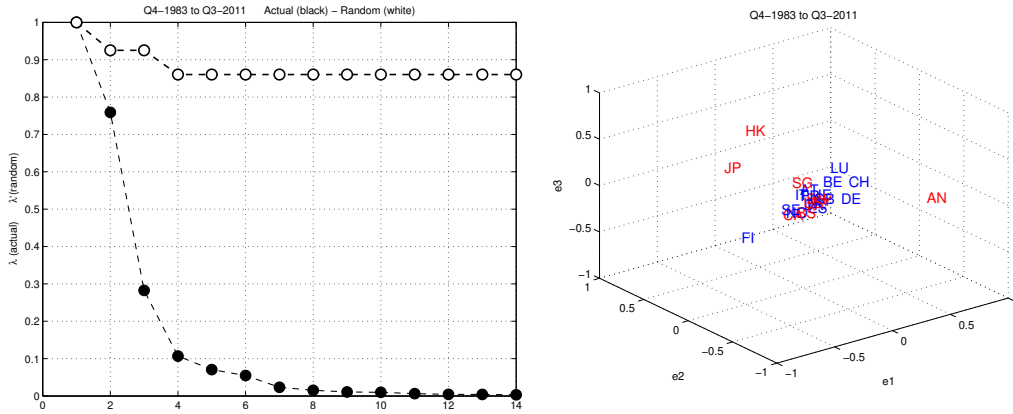 Q4−1983 to Q3−2011 Actual (black) − Random (white)
1
0.9
0.8
0.7
0.6
0.5
0.4
0.3
0.2
0.1
0
λ (actual) λ'(random)
0 2 4 6 8 10 12 14
Q4−1983 to Q3−2011
1
0.5
0
−0.5
−1
e3
HK
JP
LU
SG
BE CH
DE
AN
SE
FI
1
0.5
0
−0.5
−1
e2
−1
−0.5
0
0.5
e1